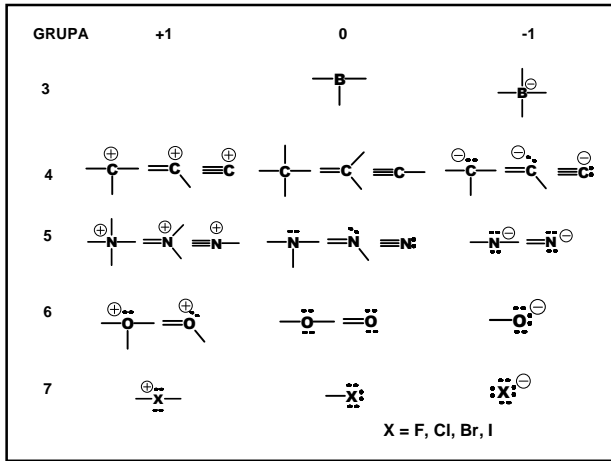 GRUPA +1 0 -1
3 B B⊖
4 C⊕ C⊕ C⊕ C C C C⊖ C⊖ C⊖
5 N⊕ N⊕ N⊕ N N N N⊖ N⊖
6 O⊕ O⊕ O O O⊖
7 X⊕ X X⊖
X = F, Cl, Br, I